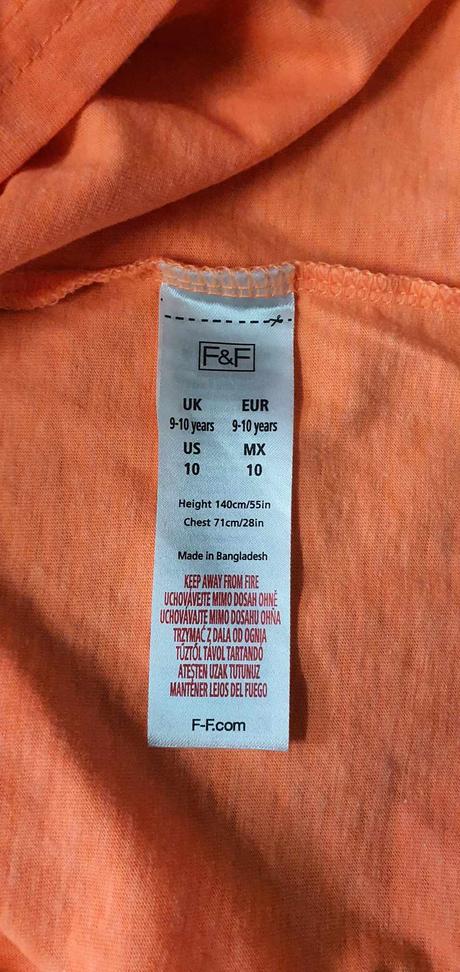 F&F
UK EUR
9-10 years 9-10 years
US MX
10 10
Height 140cm/55in
Chest 71cm/28in
Made in Bangladesh
KEEP AWAY FROM FIRE
UCHOVÁVEJTE MIMO DOSAH OHNĚ
UCHOVÁVAJTE MIMO DOSAHU OHŇA
TRZYMAĆ Z DALA OD OGNIA
TŰZTŐL TÁVOL TARTANDÓ
ATEŞTEN UZAK TUTUNUZ
MANTENER LEJOS DEL FUEGO
F-F.com